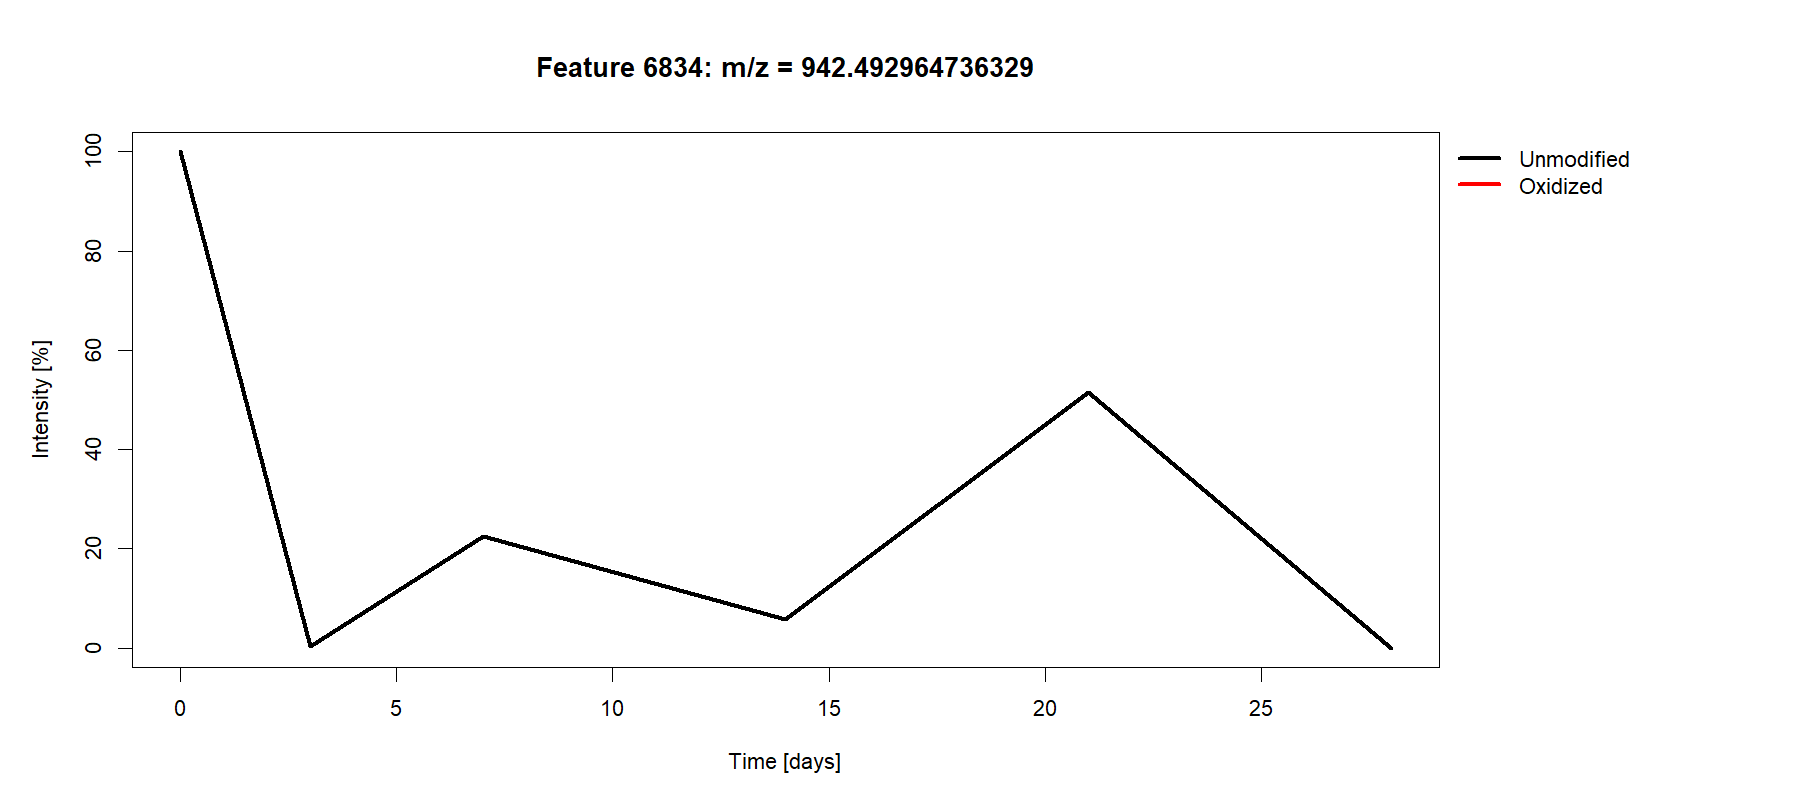 Feature 6834: m/z = 942.492964736329
Unmodified
Oxidized
Intensity [%]
100
80
60
40
20
0
0 5 10 15 20 25
Time [days]